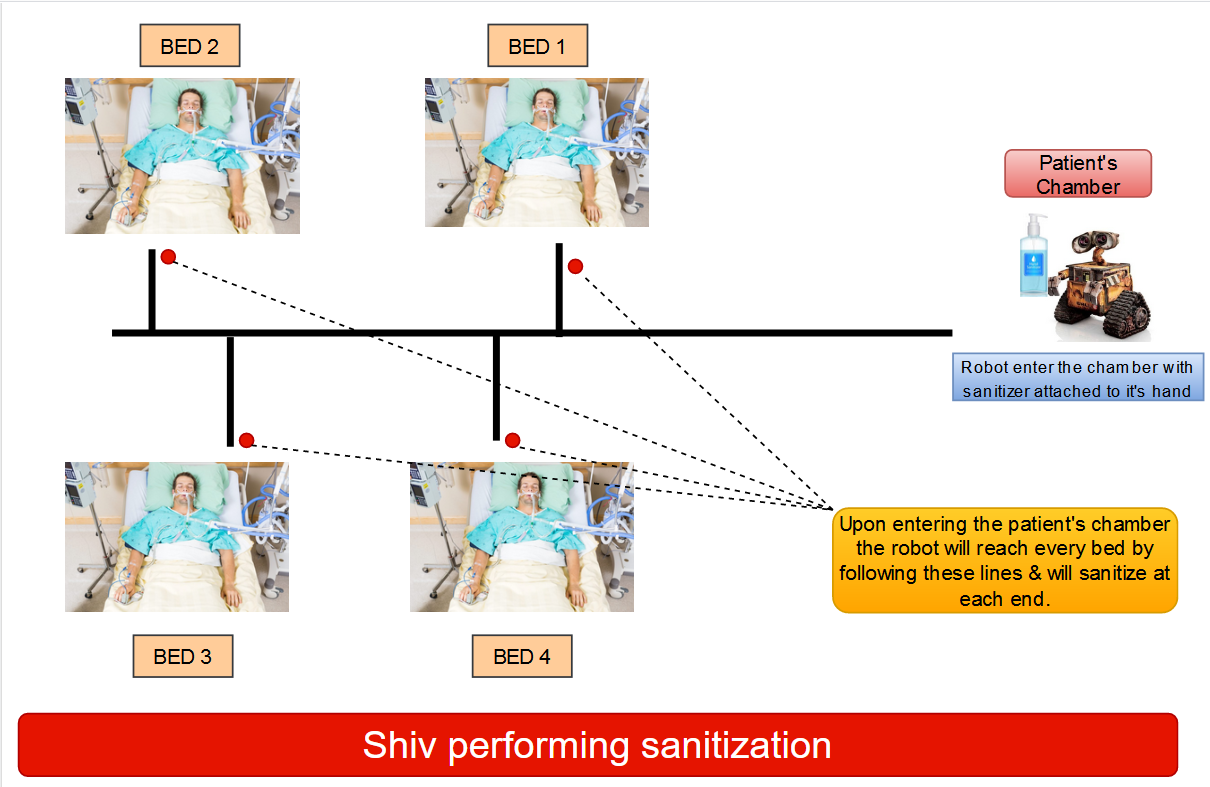 BED 2
BED 1
Patient's
Chamber
Robot enter the chamber with
sanitizer attached to it's hand
Upon entering the patient's chamber
the robot will reach every bed by
following these lines & will sanitize at
each end.
BED 3
BED 4
Shiv performing sanitization